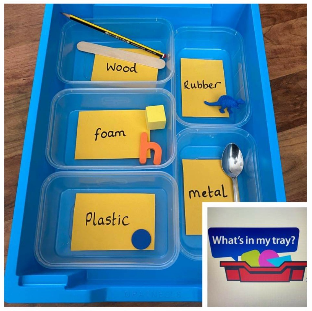 Wood
Rubber
foam
h
metal
Plastic
What's in my tray?